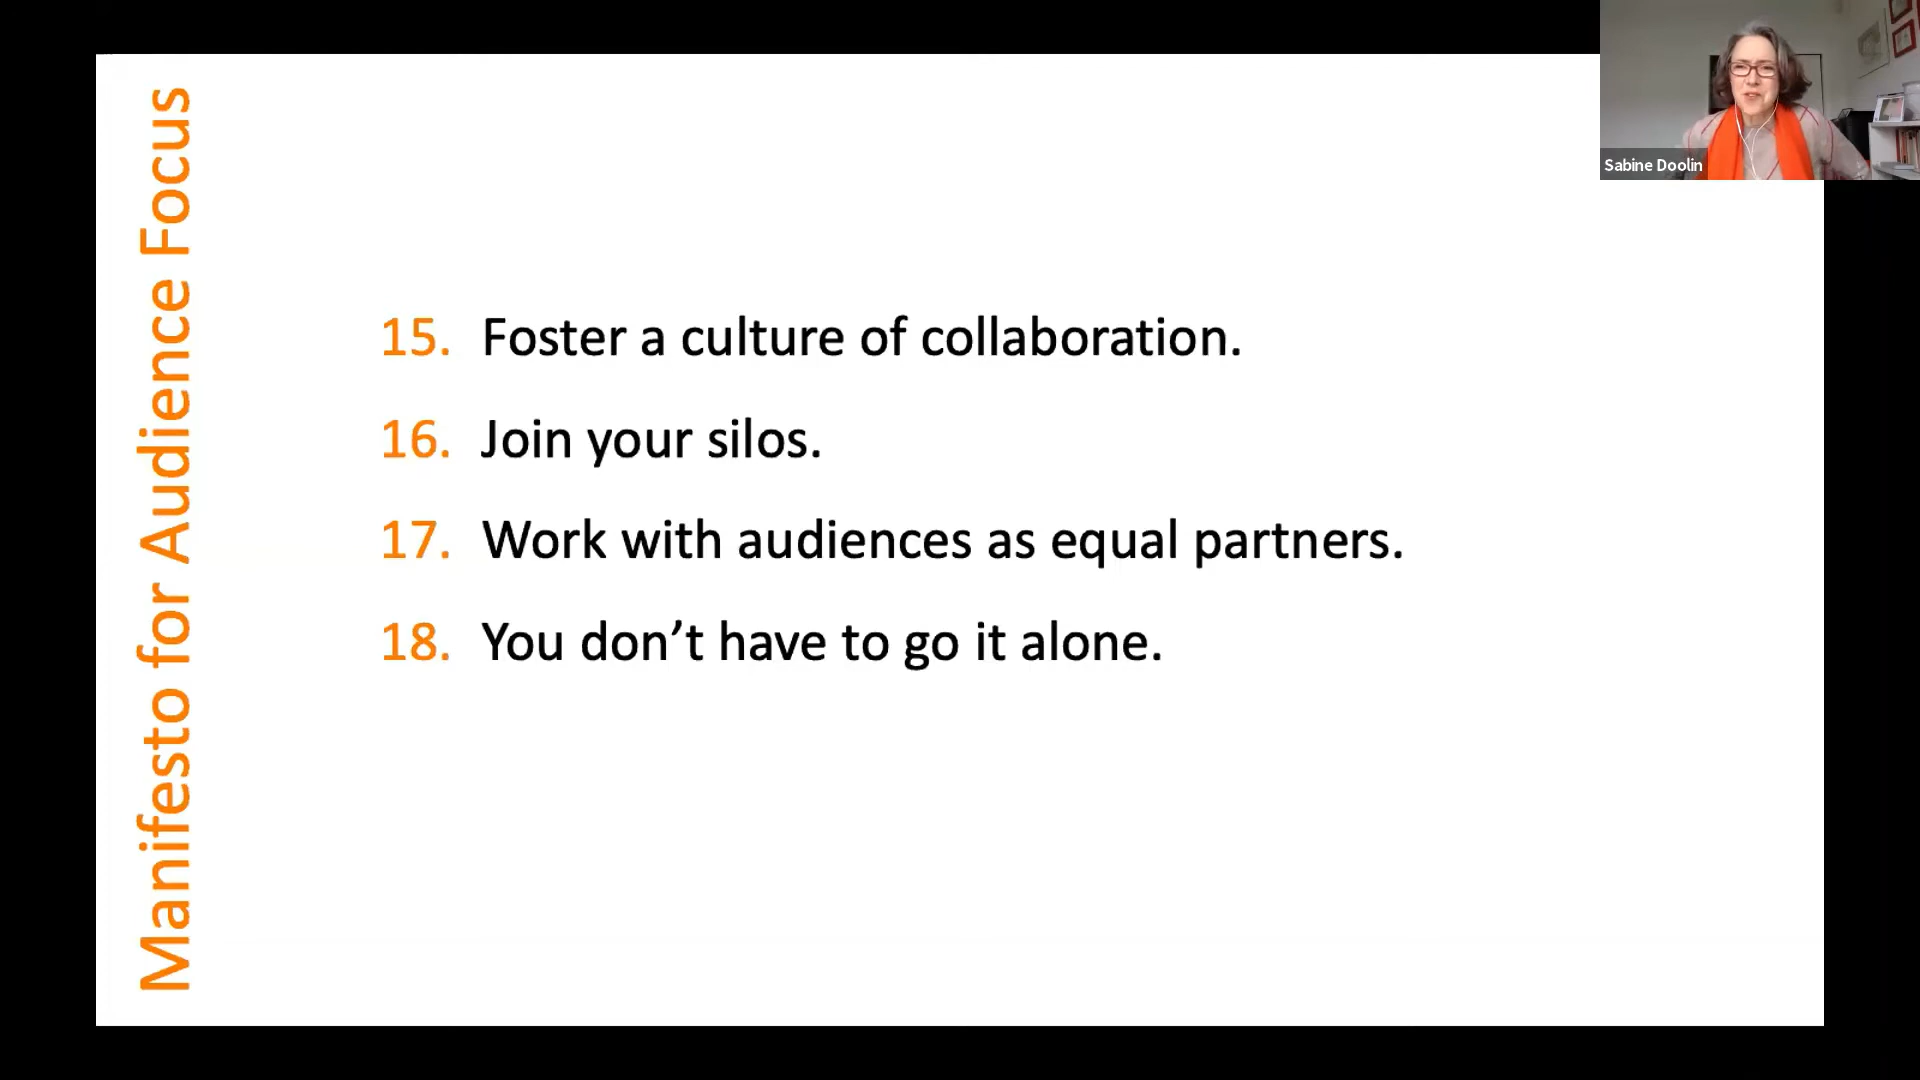 Manifesto for Audience Focus
15. Foster a culture of collaboration.
16. Join your silos.
17. Work with audiences as equal partners.
18. You don’t have to go it alone.
Sabine Doolin